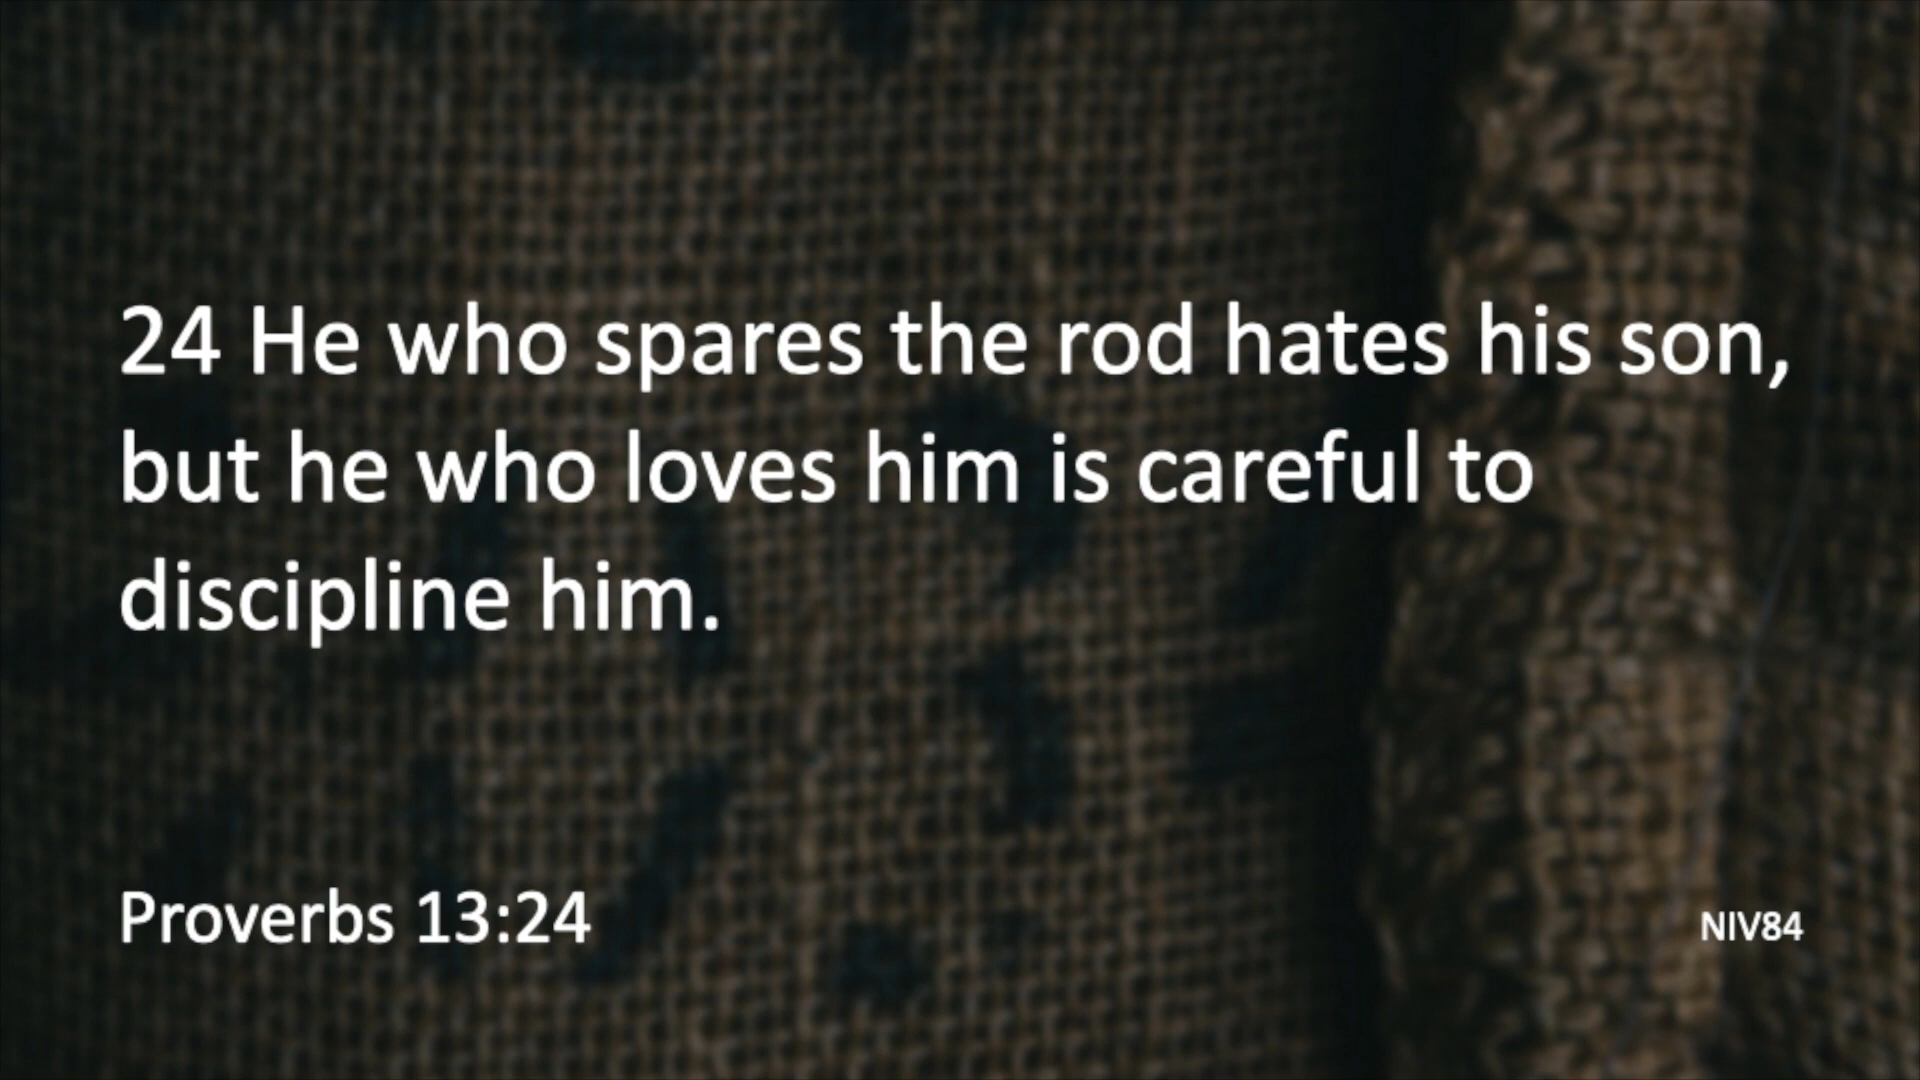 24 He who spares the rod hates his son,
but he who loves him is careful to
discipline him.
Proverbs 13:24
NIV84